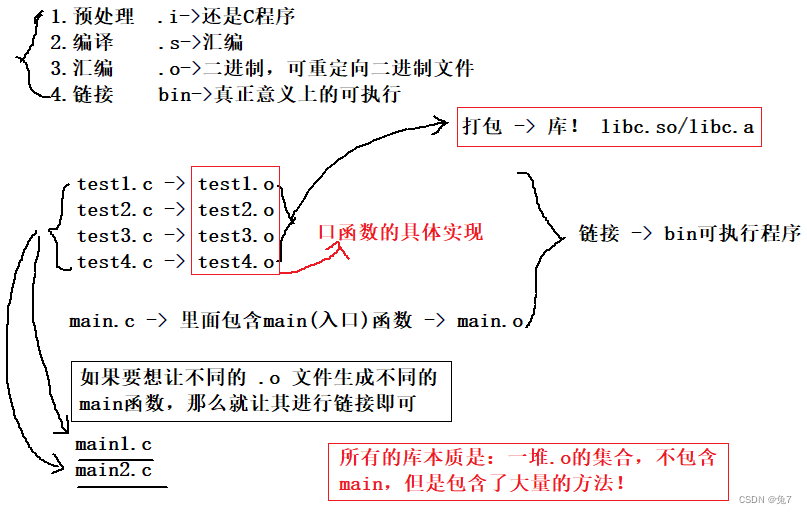 1.预处理 .i->还是C程序
2.编译 .s->汇编
3.汇编 .o->二进制，可重定向二进制文件
4.链接 bin->真正意义上的可执行
打包 -> 库！ libc.so/libc.a
test1.c -> test1.o
test2.c -> test2.o
test3.c -> test3.o
test4.c -> test4.o
口函数的具体实现
链接 -> bin可执行程序
main.c -> 里面包含main(入口)函数 -> main.o
如果要想让不同的 .o 文件生成不同的
main函数，那么就让其进行链接即可
main1.c
main2.c
所有的库本质是：一堆.o的集合，不包含
main，但是包含了大量的方法！
CSDN @兔7